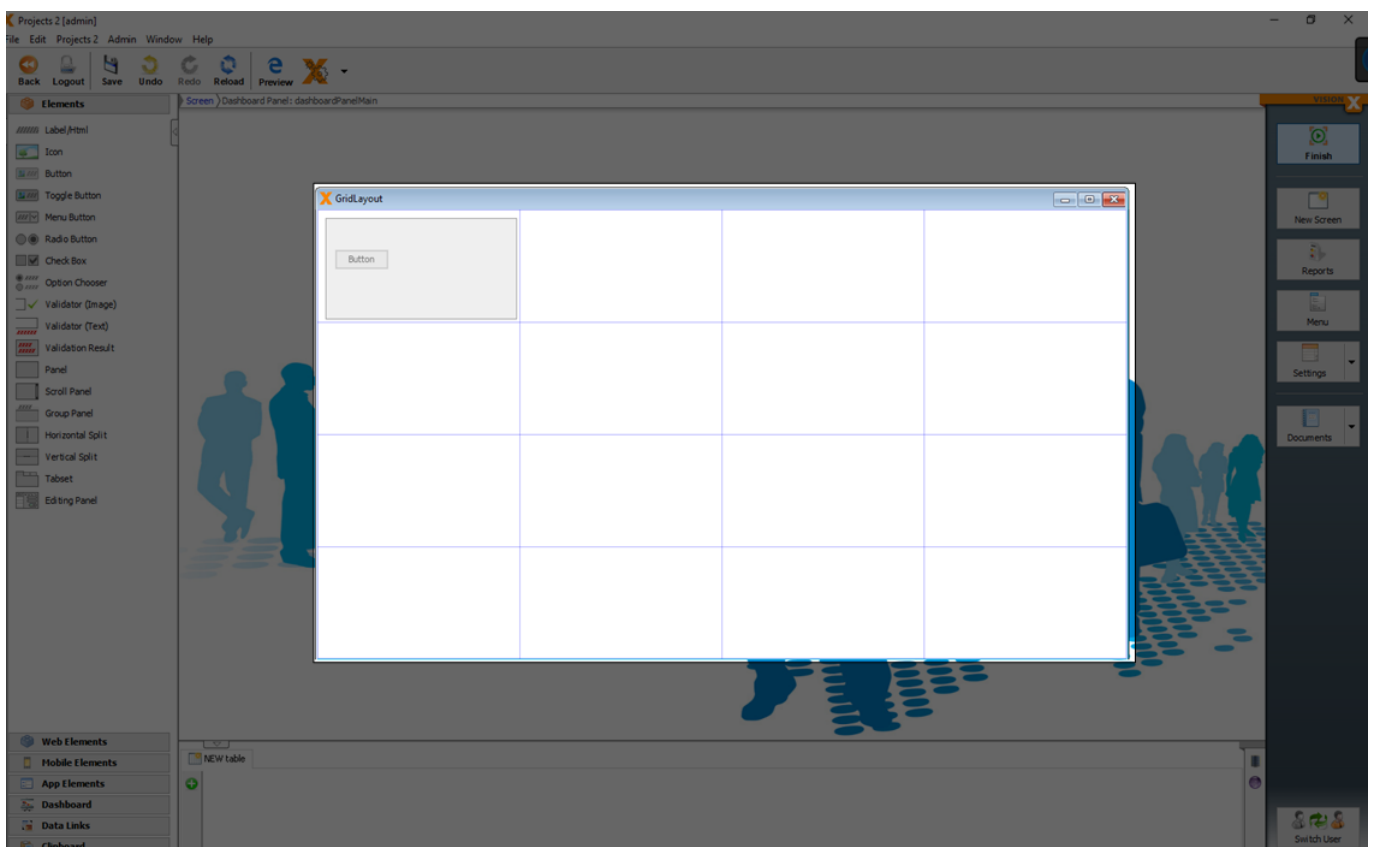 Projects 2 [admin]
File Edit Projects 2 Admin Window Help
Back Logout Save Undo Redo Reload Preview
Elements
Screen Dashboard Panel: dashboardPanelMain
VISION X
Label/Html
Icon
Button
Toggle Button
Menu Button
Radio Button
Check Box
Option Chooser
Validator (Image)
Validator (Text)
Validation Result
Panel
Scroll Panel
Group Panel
Horizontal Split
Vertical Split
Tabset
Editing Panel
GridLayout
Button
Finish
New Screen
Reports
Menu
Settings
Documents
Web Elements
Mobile Elements
App Elements
Dashboard
Data Links
Clipboard
NEW table
Switch User